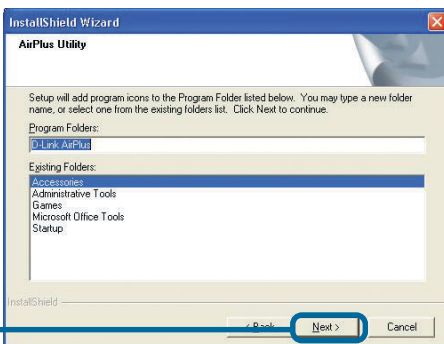 InstallShield Wizard
AirPlus Utility
Setup will add program icons to the Program Folder listed below. You may type a new folder
name, or select one from the existing folders list. Click Next to continue.
Program Folders:
D-Link AirPlus
Existing Folders:
Accessories
Administrative Tools
Games
Microsoft Office Tools
Startup
InstallShield
< Back Next > Cancel